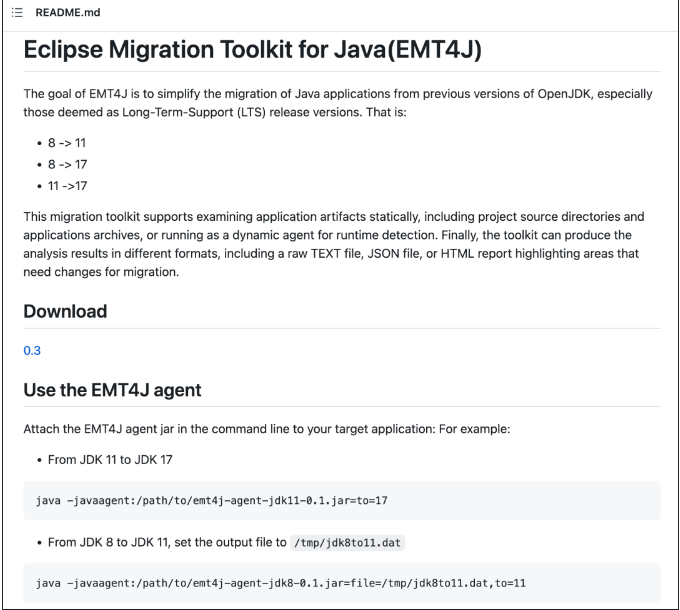 README.md
Eclipse Migration Toolkit for Java(EMT4J)
The goal of EMT4J is to simplify the migration of Java applications from previous versions of OpenJDK, especially
those deemed as Long-Term-Support (LTS) release versions. That is:
• 8 -> 11
• 8 -> 17
• 11 ->17
This migration toolkit supports examining application artifacts statically, including project source directories and
applications archives, or running as a dynamic agent for runtime detection. Finally, the toolkit can produce the
analysis results in different formats, including a raw TEXT file, JSON file, or HTML report highlighting areas that
need changes for migration.
Download
0.3
Use the EMT4J agent
Attach the EMT4J agent jar in the command line to your target application: For example:
• From JDK 11 to JDK 17
java -javaagent:/path/to/emt4j-agent-jdk11-0.1.jar=to=17
• From JDK 8 to JDK 11, set the output file to /tmp/jdk8to11.dat
java -javaagent:/path/to/emt4j-agent-jdk8-0.1.jar=file=/tmp/jdk8to11.dat,to=11